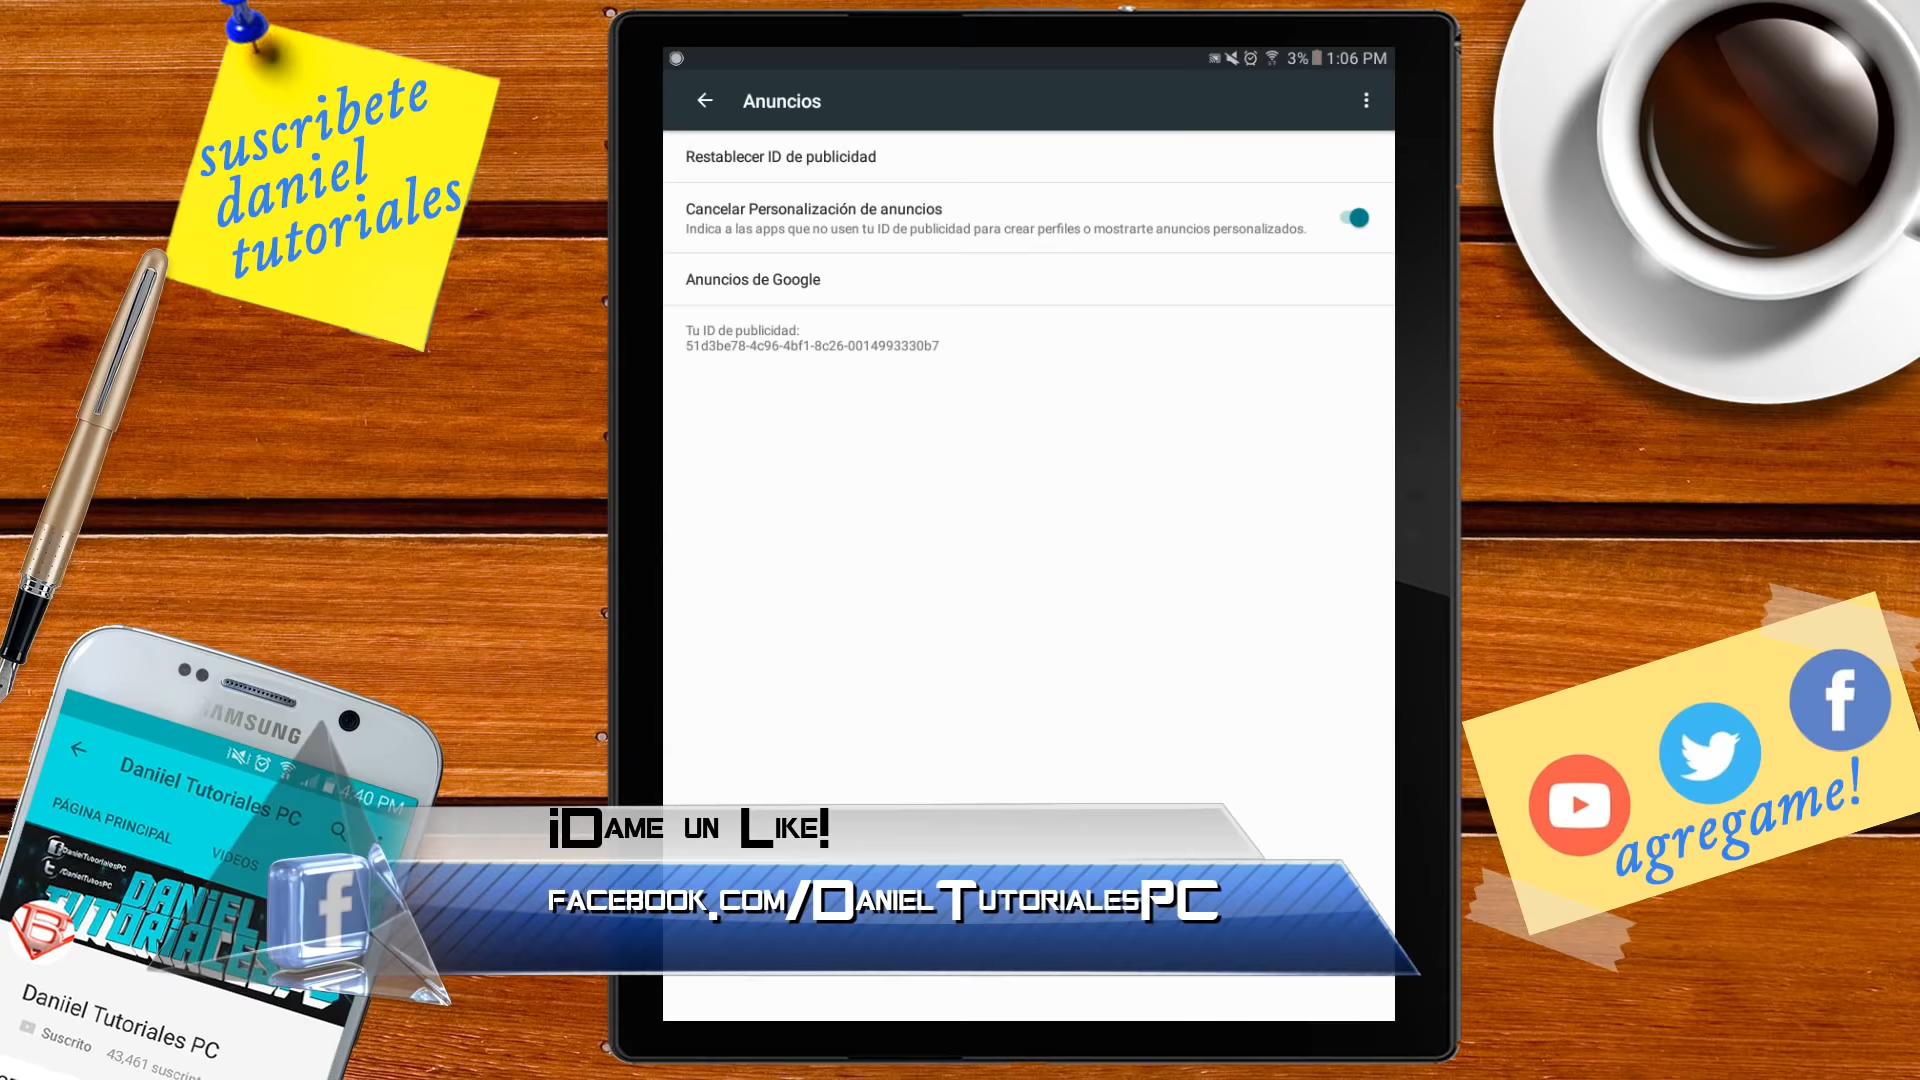 suscribete
daniel
tutoriales
3% 1:06 PM
Anuncios
Restablecer ID de publicidad
Cancelar Personalización de anuncios
Indica a las apps que no usen tu ID de publicidad para crear perfiles o mostrarte anuncios personalizados.
Anuncios de Google
Tu ID de publicidad:
51d3be78-4c96-4bf1-8c26-0014993330b7
SAMSUNG
4:40 PM
Daniiel Tutoriales PC
PÁGINA PRINCIPAL
VIDEOS
/DanielTutorialesPC
/DanielTutosPC
DANIEL
TUTORIALES
Daniiel Tutoriales PC
Suscrito
43,461
¡Dame un Like!
facebook.com/DanielTutorialesPC
agregame!